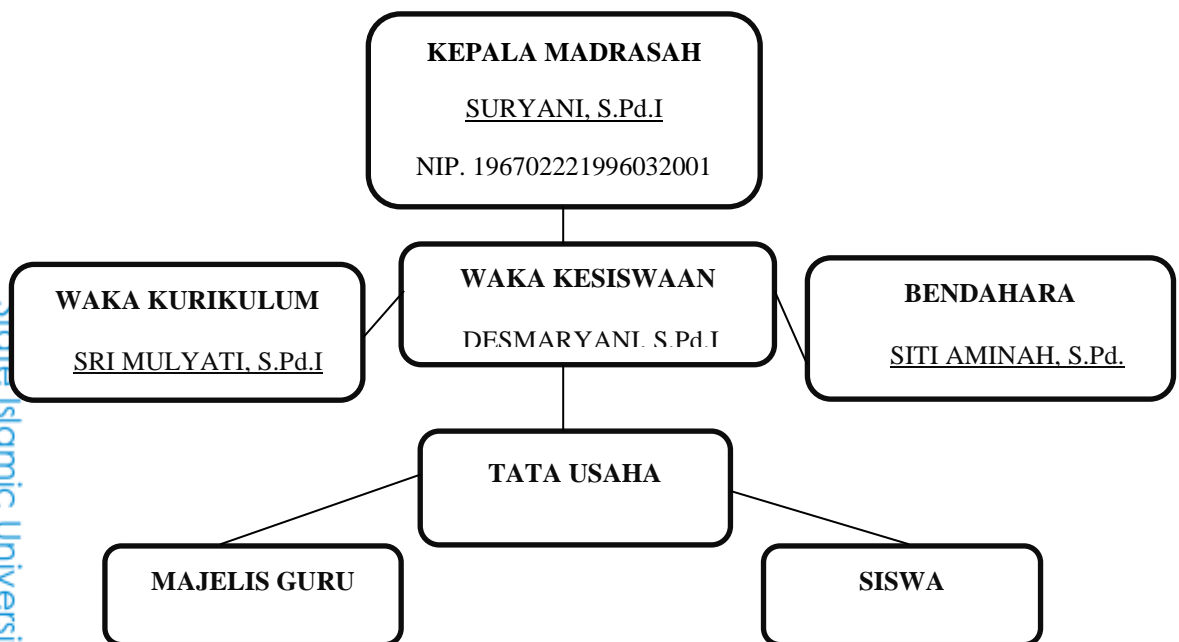 KEPALA MADRASAH
SURYANI, S.Pd.I
NIP. 196702221996032001
WAKA KURIKULUM
SRI MULYATI, S.Pd.I
WAKA KESISWAAN
DESMARYANI, S.Pd.I
BENDAHARA
SITI AMINAH, S.Pd.
TATA USAHA
MAJELIS GURU
SISWA
Islamic